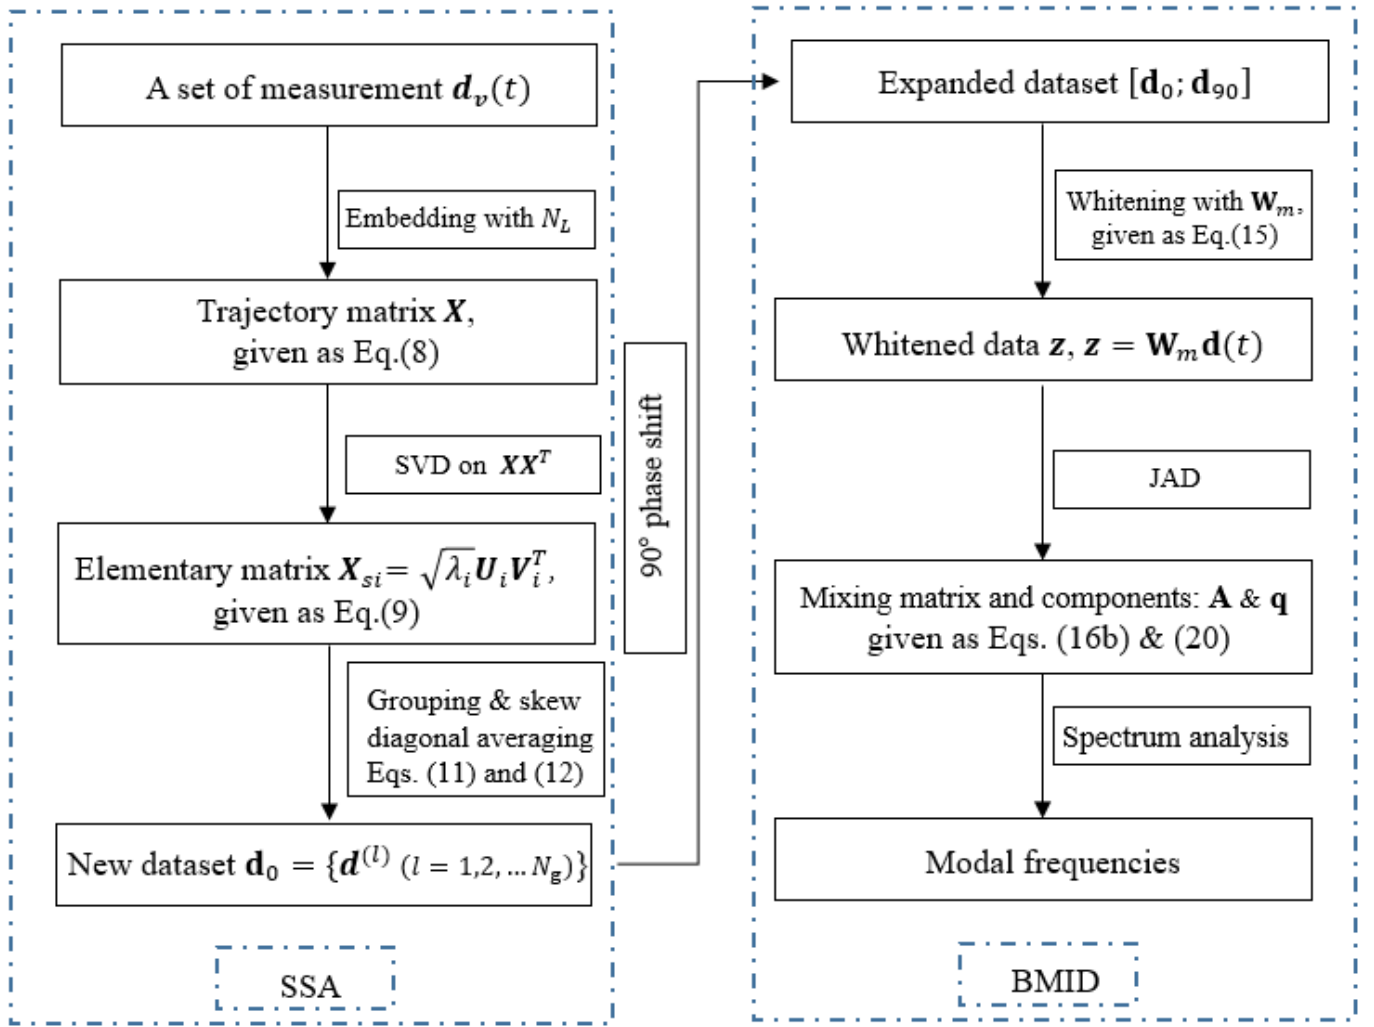 A set of measurement 𝒅𝒗(𝑡)
Embedding with N_L
Trajectory matrix X,
given as Eq.(8)
SVD on XX^T
Elementary matrix X_si= √λ_i U_i V_i^T,
given as Eq.(9)
Grouping & skew
diagonal averaging
Eqs. (11) and (12)
New dataset d_0 = {d^(l) (l = 1,2, … N_g)}
SSA
90° phase shift
Expanded dataset [d_0; d_90]
Whitening with W_m,
given as Eq.(15)
Whitened data z, z = W_m d(t)
JAD
Mixing matrix and components: A & q
given as Eqs. (16b) & (20)
Spectrum analysis
Modal frequencies
BMID